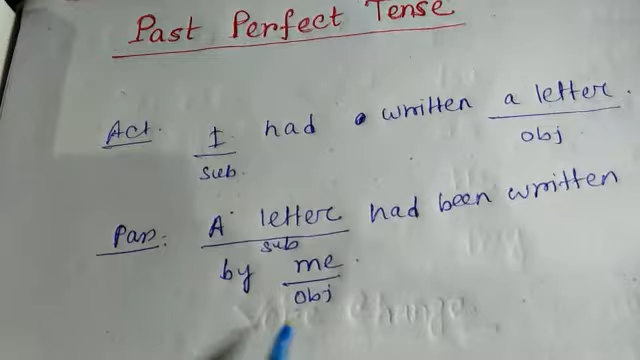 Past Perfect Tense
Act. I had written a letter.
sub. obj
Pas: A letter had been written
sub
by me.
obj